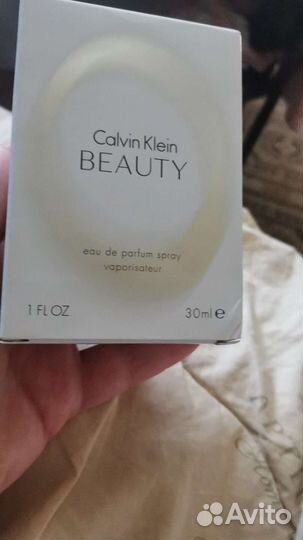 Calvin Klein
BEAUTY
eau de parfum spray
vaporisateur
1 FL OZ 30ml e
Avito